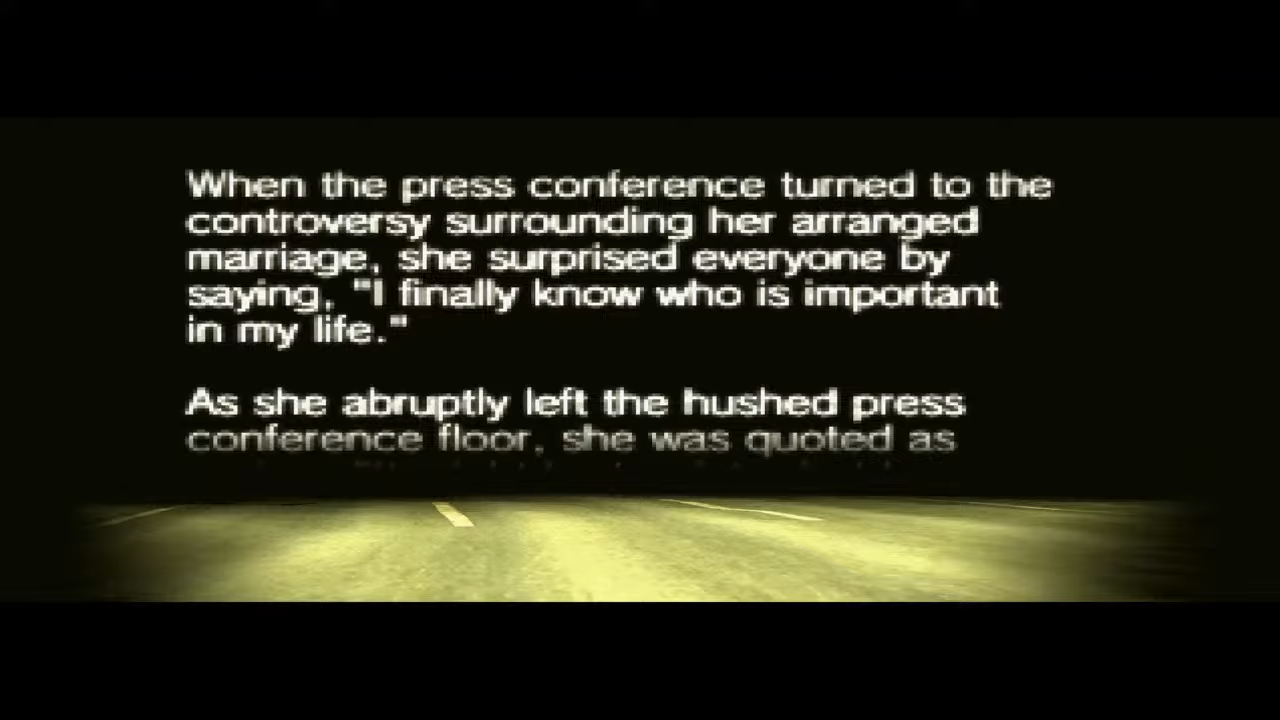 When the press conference turned to the
controversy surrounding her arranged
marriage, she surprised everyone by
saying, "I finally know who is important
in my life."
As she abruptly left the hushed press
conference floor, she was quoted as